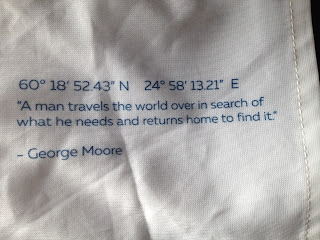 60° 18′ 52.43″ N 24° 58′ 13.21″ E
“A man travels the world over in search of
what he needs and returns home to find it.”
– George Moore